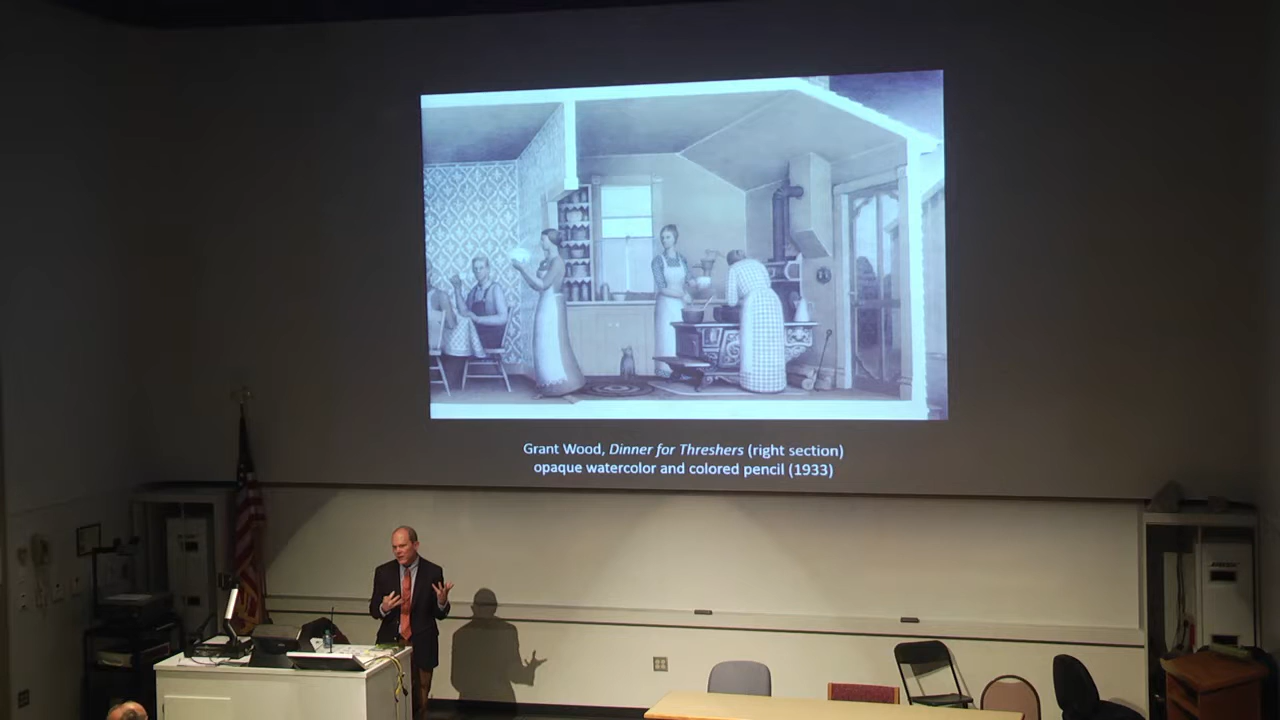 Grant Wood, Dinner for Threshers (right section)
opaque watercolor and colored pencil (1933)